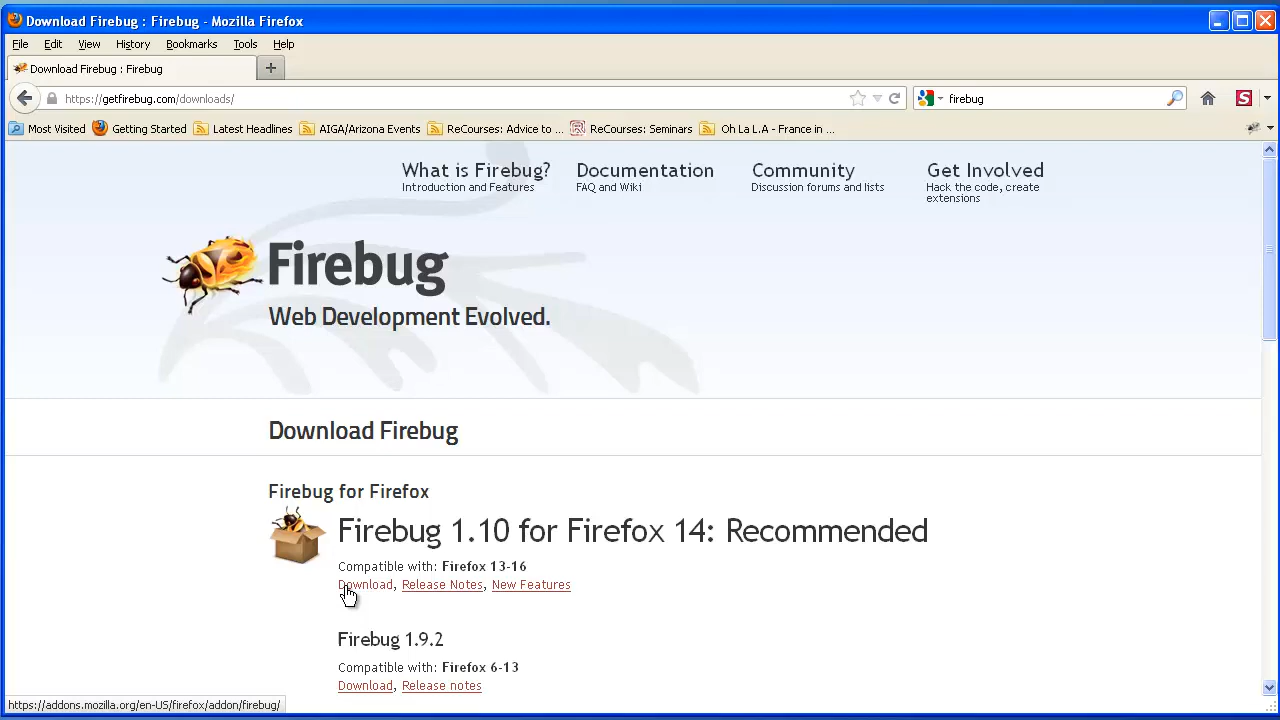 Download Firebug : Firebug - Mozilla Firefox
File Edit View History Bookmarks Tools Help
Download Firebug : Firebug
https://getfirebug.com/downloads/
firebug
S
Most Visited Getting Started Latest Headlines AIGA/Arizona Events ReCourses: Advice to ... ReCourses: Seminars Oh La L.A - France in ...
What is Firebug? Documentation Community Get Involved
Introduction and Features FAQ and Wiki Discussion forums and lists Hack the code, create
extensions
Firebug
Web Development Evolved.
Download Firebug
Firebug for Firefox
Firebug 1.10 for Firefox 14: Recommended
Compatible with: Firefox 13-16
Download, Release Notes, New Features
Firebug 1.9.2
Compatible with: Firefox 6-13
Download, Release notes
https://addons.mozilla.org/en-US/firefox/addon/firebug/